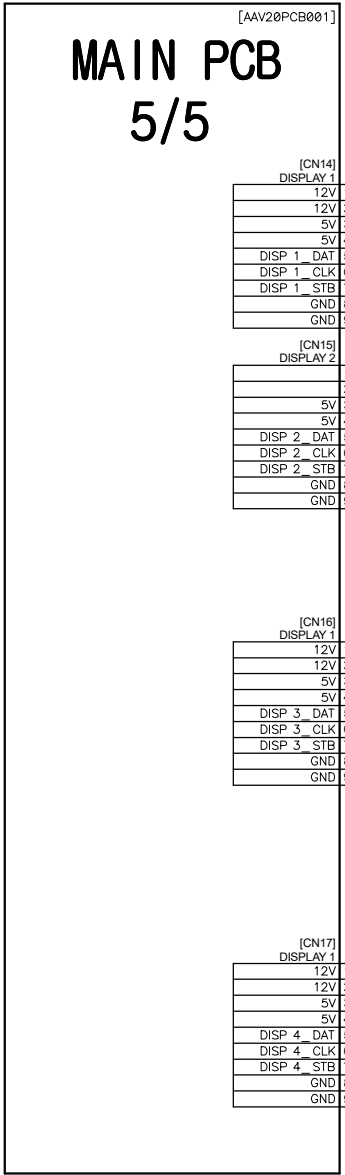 [AAV20PCB001]
MAIN PCB
5/5
[CN14]
DISPLAY 1
12V
12V
5V
5V
DISP 1_DAT
DISP 1_CLK
DISP 1_STB
GND
GND
[CN15]
DISPLAY 2
5V
5V
DISP 2_DAT
DISP 2_CLK
DISP 2_STB
GND
GND
[CN16]
DISPLAY 1
12V
12V
5V
5V
DISP 3_DAT
DISP 3_CLK
DISP 3_STB
GND
GND
[CN17]
DISPLAY 1
12V
12V
5V
5V
DISP 4_DAT
DISP 4_CLK
DISP 4_STB
GND
GND